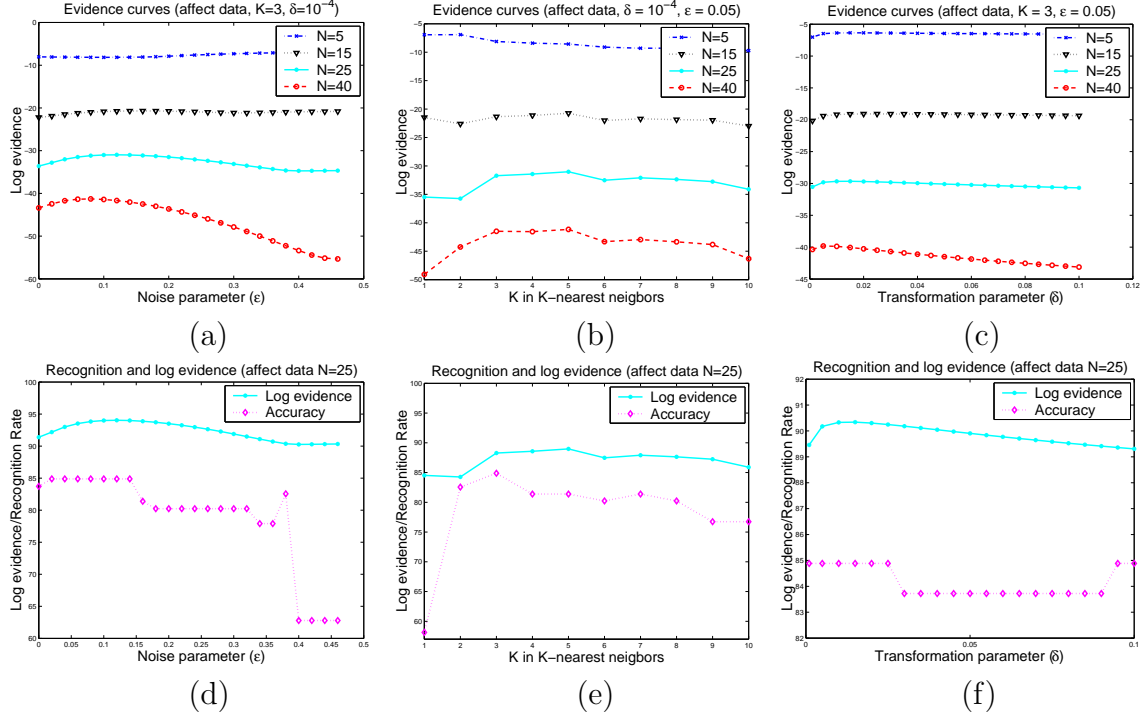 Evidence curves (affect data, K=3, δ=10⁻⁴)
N=5
N=15
N=25
N=40
Log evidence
0
-10
-20
-30
-40
-50
-60
0 0.1 0.2 0.3 0.4 0.5
Noise parameter (ε)
(a)
Evidence curves (affect data, δ = 10⁻⁴, ε = 0.05)
N=5
N=15
N=25
N=40
Log evidence
0
-5
-10
-15
-20
-25
-30
-35
-40
-45
-50
1 2 3 4 5 6 7 8 9 10
K in K-nearest neigbors
(b)
Evidence curves (affect data, K = 3, ε = 0.05)
N=5
N=15
N=25
N=40
Log evidence
0
-5
-10
-15
-20
-25
-30
-35
-40
-45
0 0.02 0.04 0.06 0.08 0.1 0.12
Transformation parameter (δ)
(c)
Recognition and log evidence (affect data N=25)
Log evidence
Accuracy
Log evidence/Recognition Rate
100
95
90
85
80
75
70
65
60
0 0.05 0.1 0.15 0.2 0.25 0.3 0.35 0.4 0.45 0.5
Noise parameter (ε)
(d)
Recognition and log evidence (affect data N=25)
Log evidence
Accuracy
Log evidence/Recognition Rate
100
95
90
85
80
75
70
65
60
1 2 3 4 5 6 7 8 9 10
K in K-nearest neigbors
(e)
Recognition and log evidence (affect data N=25)
Log evidence
Accuracy
Log evidence/Recognition Rate
92
91
90
89
88
87
86
85
84
83
82
0.05 0.1
Transformation parameter (δ)
(f)